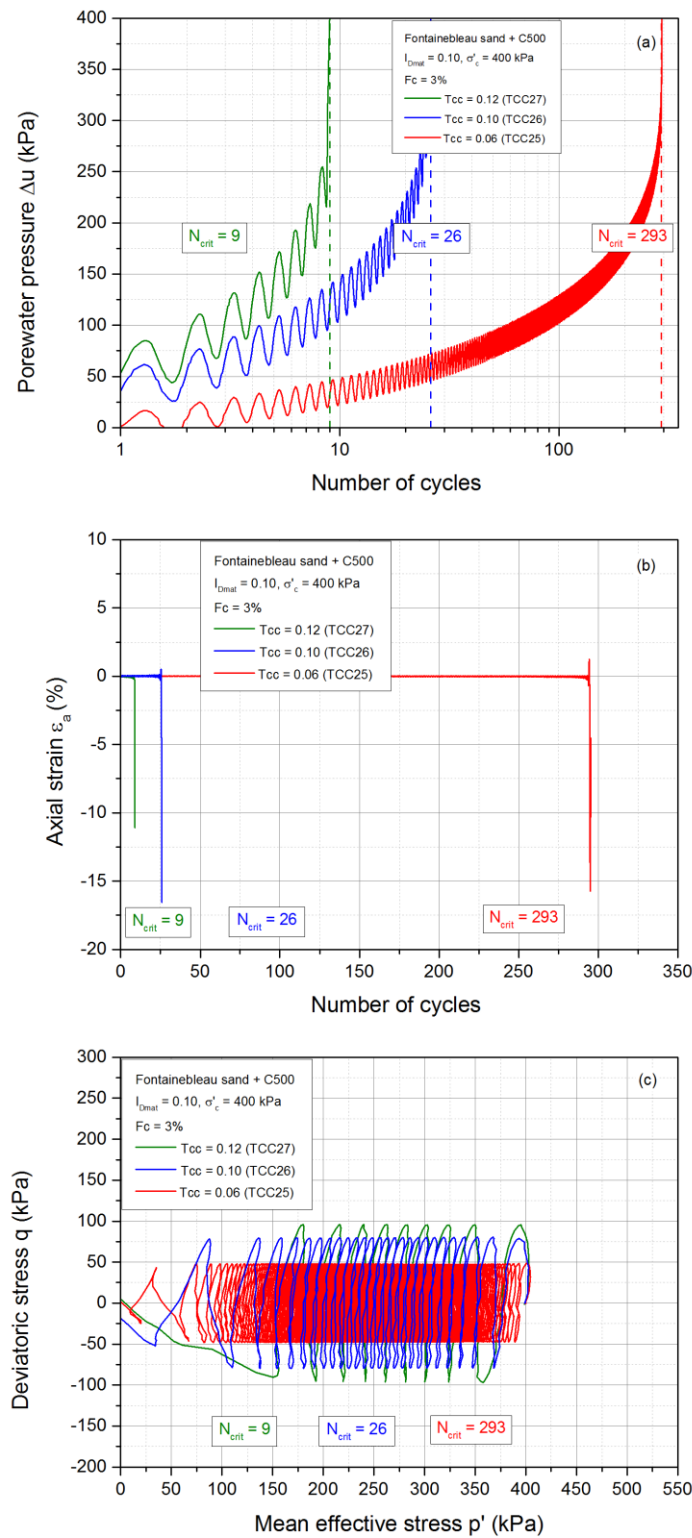 400
350
300
250
200
150
100
50
0
Porewater pressure Δu (kPa)
(a)
Fontainebleau sand + C500
I_Dmat = 0.10, σ'_c = 400 kPa
Fc = 3%
Tcc = 0.12 (TCC27)
Tcc = 0.10 (TCC26)
Tcc = 0.06 (TCC25)
N_crit = 9
N_crit = 26
N_crit = 293
1 10 100
Number of cycles
10
5
0
-5
-10
-15
-20
Axial strain ε_a (%)
(b)
Fontainebleau sand + C500
I_Dmat = 0.10, σ'_c = 400 kPa
Fc = 3%
Tcc = 0.12 (TCC27)
Tcc = 0.10 (TCC26)
Tcc = 0.06 (TCC25)
N_crit = 9
N_crit = 26
N_crit = 293
0 50 100 150 200 250 300 350
Number of cycles
300
250
200
150
100
50
0
-50
-100
-150
-200
Deviatoric stress q (kPa)
(c)
Fontainebleau sand + C500
I_Dmat = 0.10, σ'_c = 400 kPa
Fc = 3%
Tcc = 0.12 (TCC27)
Tcc = 0.10 (TCC26)
Tcc = 0.06 (TCC25)
N_crit = 9
N_crit = 26
N_crit = 293
0 50 100 150 200 250 300 350 400 450 500 550
Mean effective stress p' (kPa)